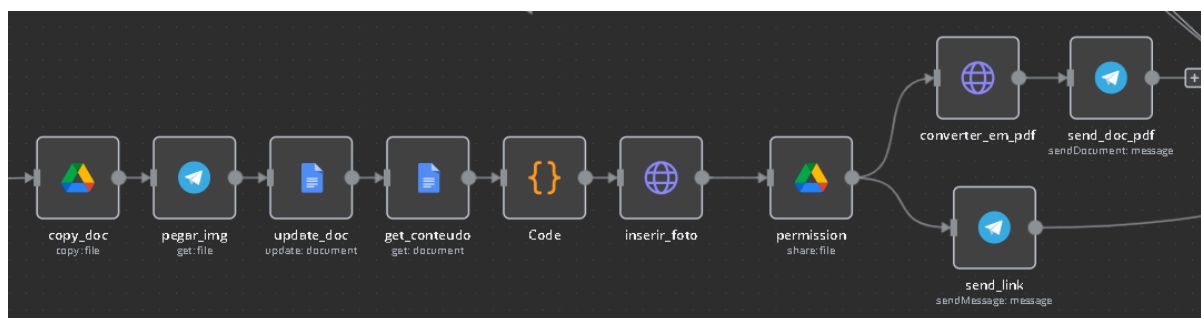 converter_em_pdf
send_doc_pdf
sendDocument: message
copy_doc
copy:file
pegar_img
get:file
update_doc
update: document
get_conteudo
get: document
Code
inserir_foto
permission
share:file
send_link
sendMessage: message